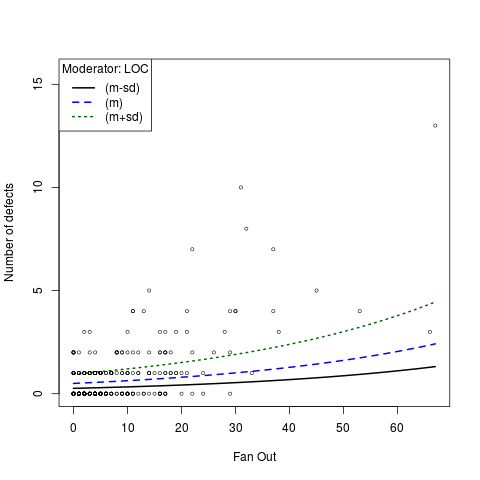 Moderator: LOC
(m-sd)
(m)
(m+sd)
15
10
5
0
Number of defects
0 10 20 30 40 50 60
Fan Out